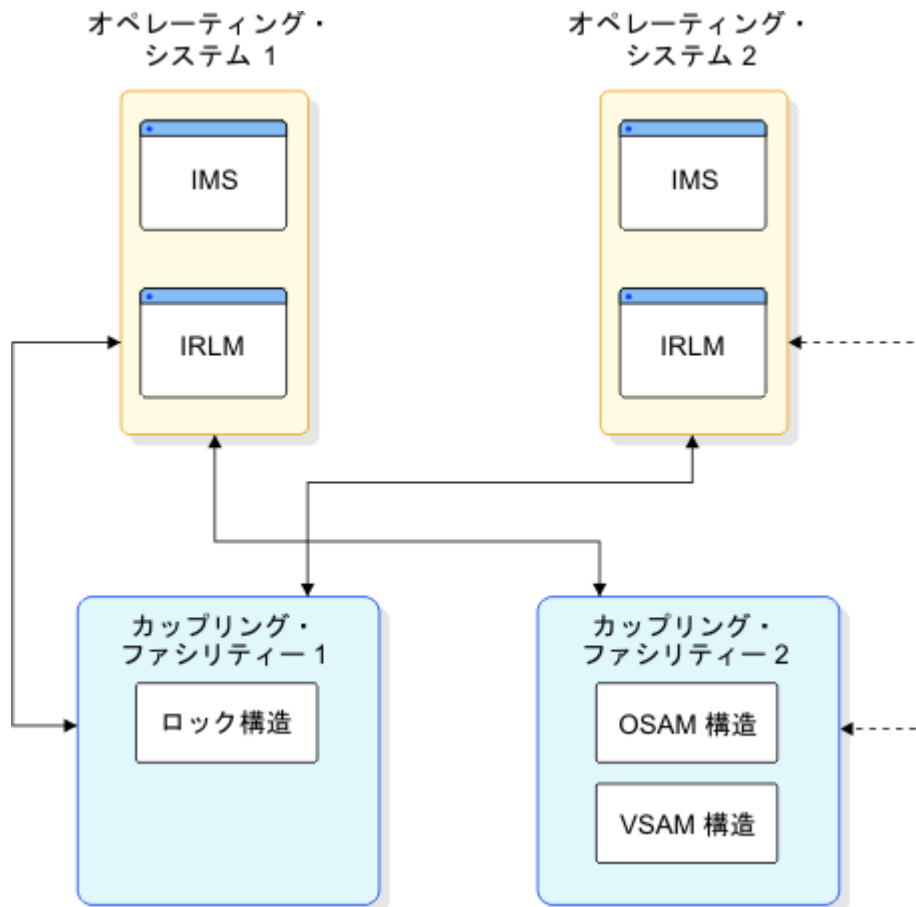 オペレーティング・
システム 1
オペレーティング・
システム 2
IMS
IRLM
IMS
IRLM
カップリング・
ファシリティー 1
ロック構造
カップリング・
ファシリティー 2
OSAM 構造
VSAM 構造